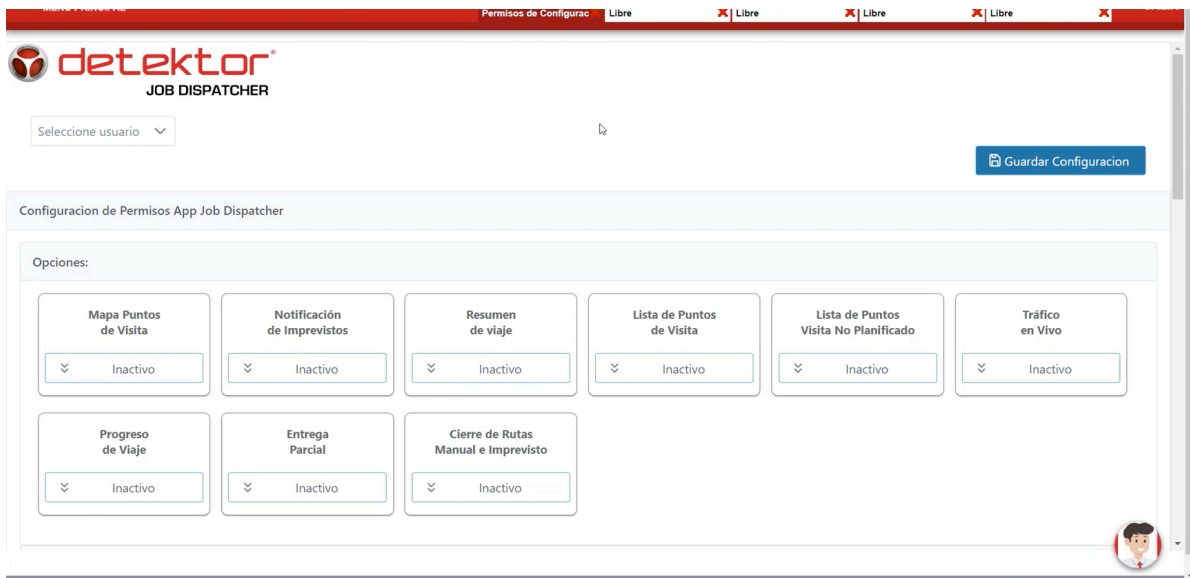 Permisos de Configurac
Libre
Libre
Libre
Libre
detektor
JOB DISPATCHER
Seleccione usuario
Guardar Configuracion
Configuracion de Permisos App Job Dispatcher
Opciones:
Mapa Puntos
de Visita
Inactivo
Notificación
de Imprevistos
Inactivo
Resumen
de viaje
Inactivo
Lista de Puntos
de Visita
Inactivo
Lista de Puntos
Visita No Planificado
Inactivo
Tráfico
en Vivo
Inactivo
Progreso
de Viaje
Inactivo
Entrega
Parcial
Inactivo
Cierre de Rutas
Manual e Imprevisto
Inactivo